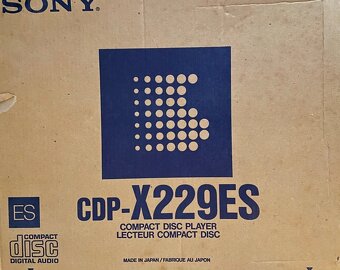 SONY
ES
CDP-X229ES
COMPACT DISC PLAYER
LECTEUR COMPACT DISC
COMPACT
disc
DIGITAL AUDIO
MADE IN JAPAN / FABRIQUE AU JAPON